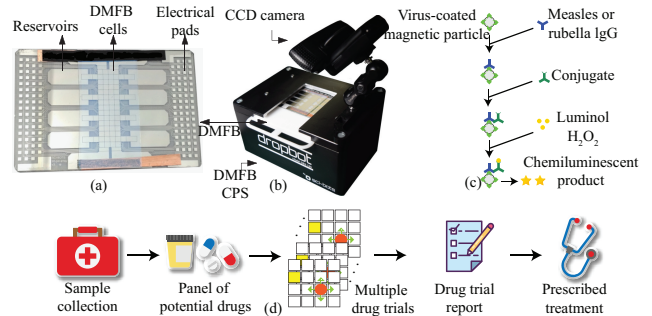 Reservoirs
DMFB
cells
Electrical
pads
(a)
CCD camera
DMFB
dropbot
DMFB
CPS
(b)
Virus-coated
magnetic particle
Measles or
rubella lgG
Conjugate
Luminol
H₂O₂
(c)
Chemiluminescent
product
Sample
collection
Panel of
potential drugs
(d)
Multiple
drug trials
Drug trial
report
Prescribed
treatment